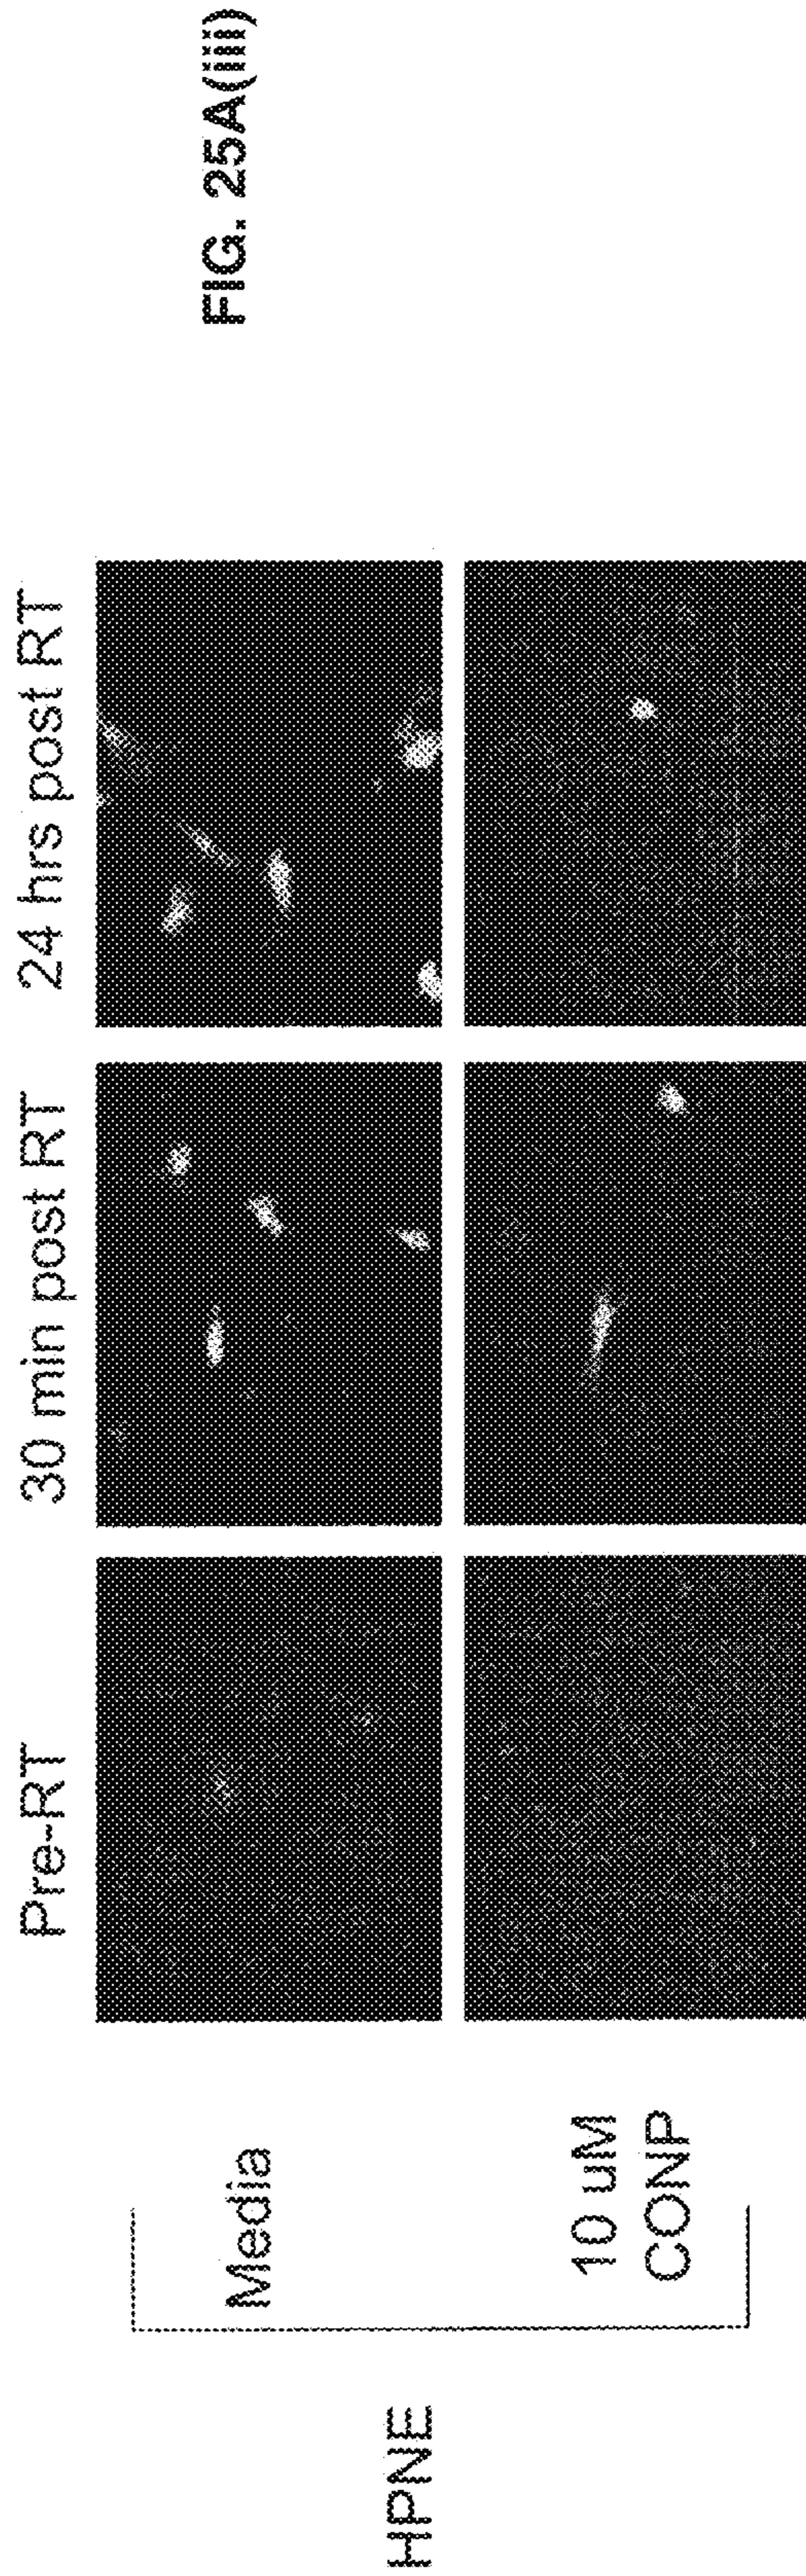 Pre-RT
30 min post RT
24 hrs post RT
HPNE
Media
10 uM
CONP
FIG. 25A(iii)